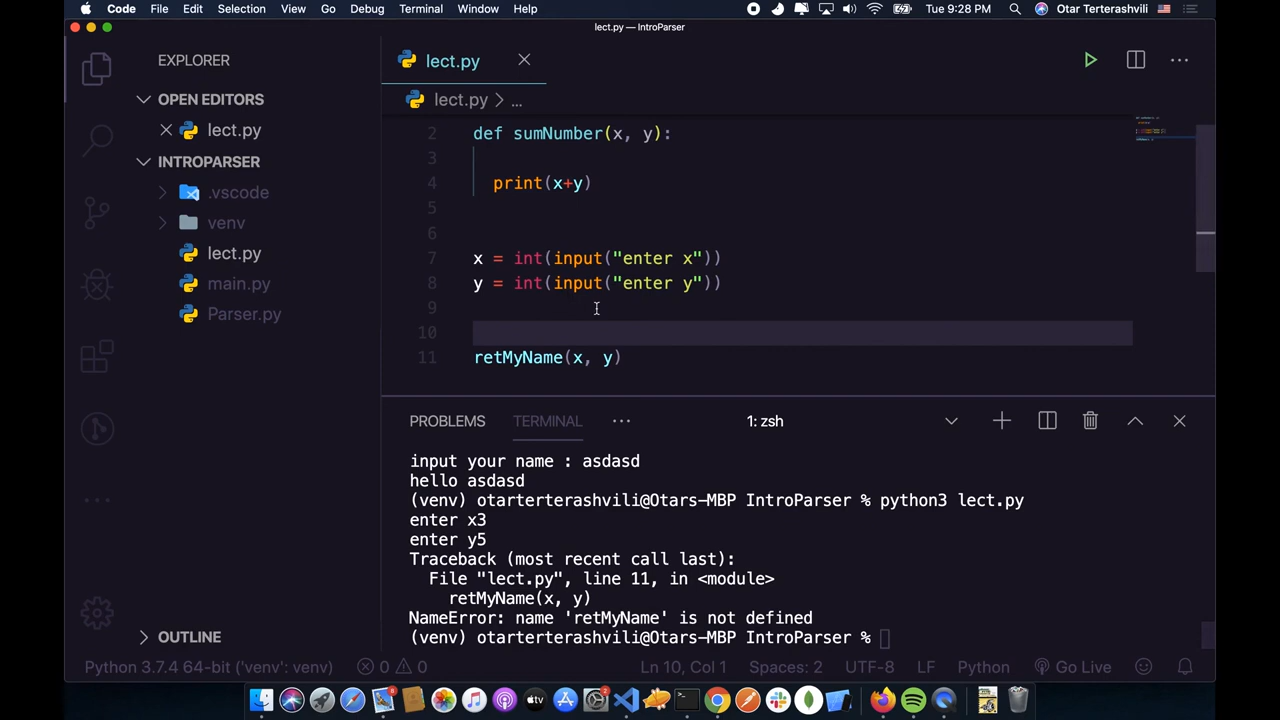 Code File Edit Selection View Go Debug Terminal Window Help Tue 9:28 PM Otar Terterashvili
lect.py — IntroParser
EXPLORER
OPEN EDITORS
lect.py
INTROPARSER
.vscode
venv
lect.py
main.py
Parser.py
OUTLINE
lect.py
lect.py > ...
2 def sumNumber(x, y):
3
4 print(x+y)
5
6
7 x = int(input("enter x"))
8 y = int(input("enter y"))
9
10
11 retMyName(x, y)
PROBLEMS TERMINAL ... 1: zsh
input your name : asdasd
hello asdasd
(venv) otarterterashvili@Otars-MBP IntroParser % python3 lect.py
enter x3
enter y5
Traceback (most recent call last):
File "lect.py", line 11, in <module>
retMyName(x, y)
NameError: name 'retMyName' is not defined
(venv) otarterterashvili@Otars-MBP IntroParser %
Python 3.7.4 64-bit ('venv': venv) 0 0 Ln 10, Col 1 Spaces: 2 UTF-8 LF Python Go Live